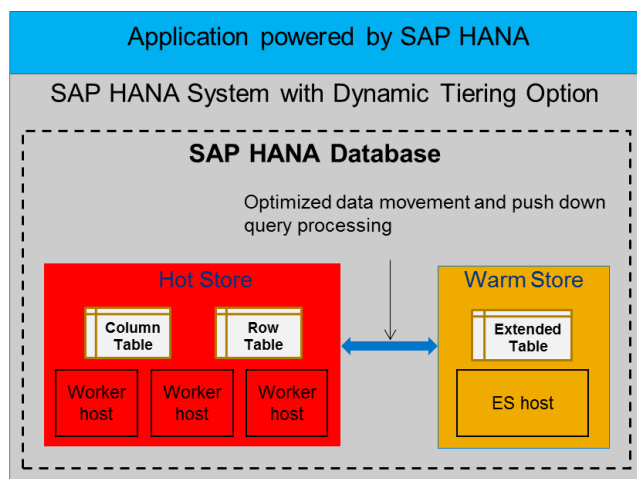 Application powered by SAP HANA
SAP HANA System with Dynamic Tiering Option
SAP HANA Database
Optimized data movement and push down
query processing
Hot Store
Column
Table
Row
Table
Worker
host
Worker
host
Worker
host
Warm Store
Extended
Table
ES host